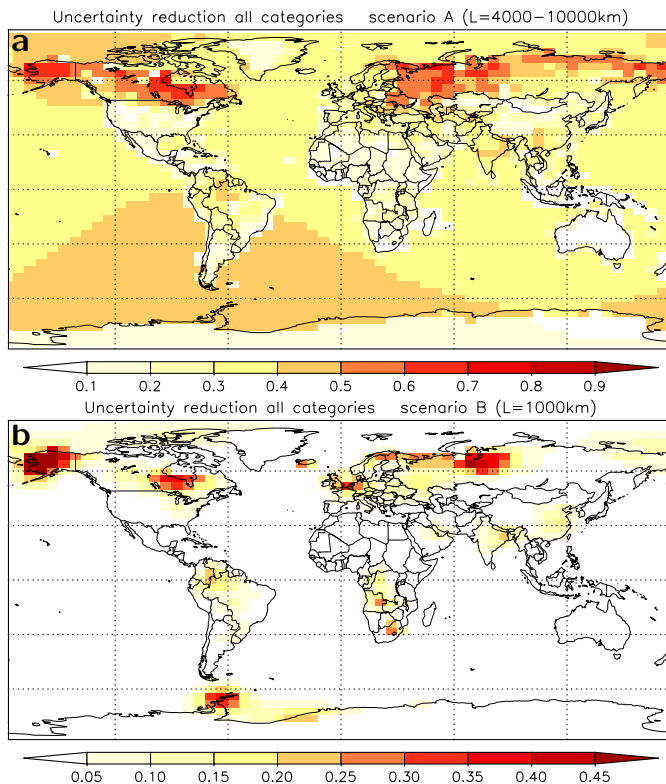 Uncertainty reduction all categories scenario A (L=4000−10000km)
a
0.1 0.2 0.3 0.4 0.5 0.6 0.7 0.8 0.9
Uncertainty reduction all categories scenario B (L=1000km)
b
0.05 0.10 0.15 0.20 0.25 0.30 0.35 0.40 0.45